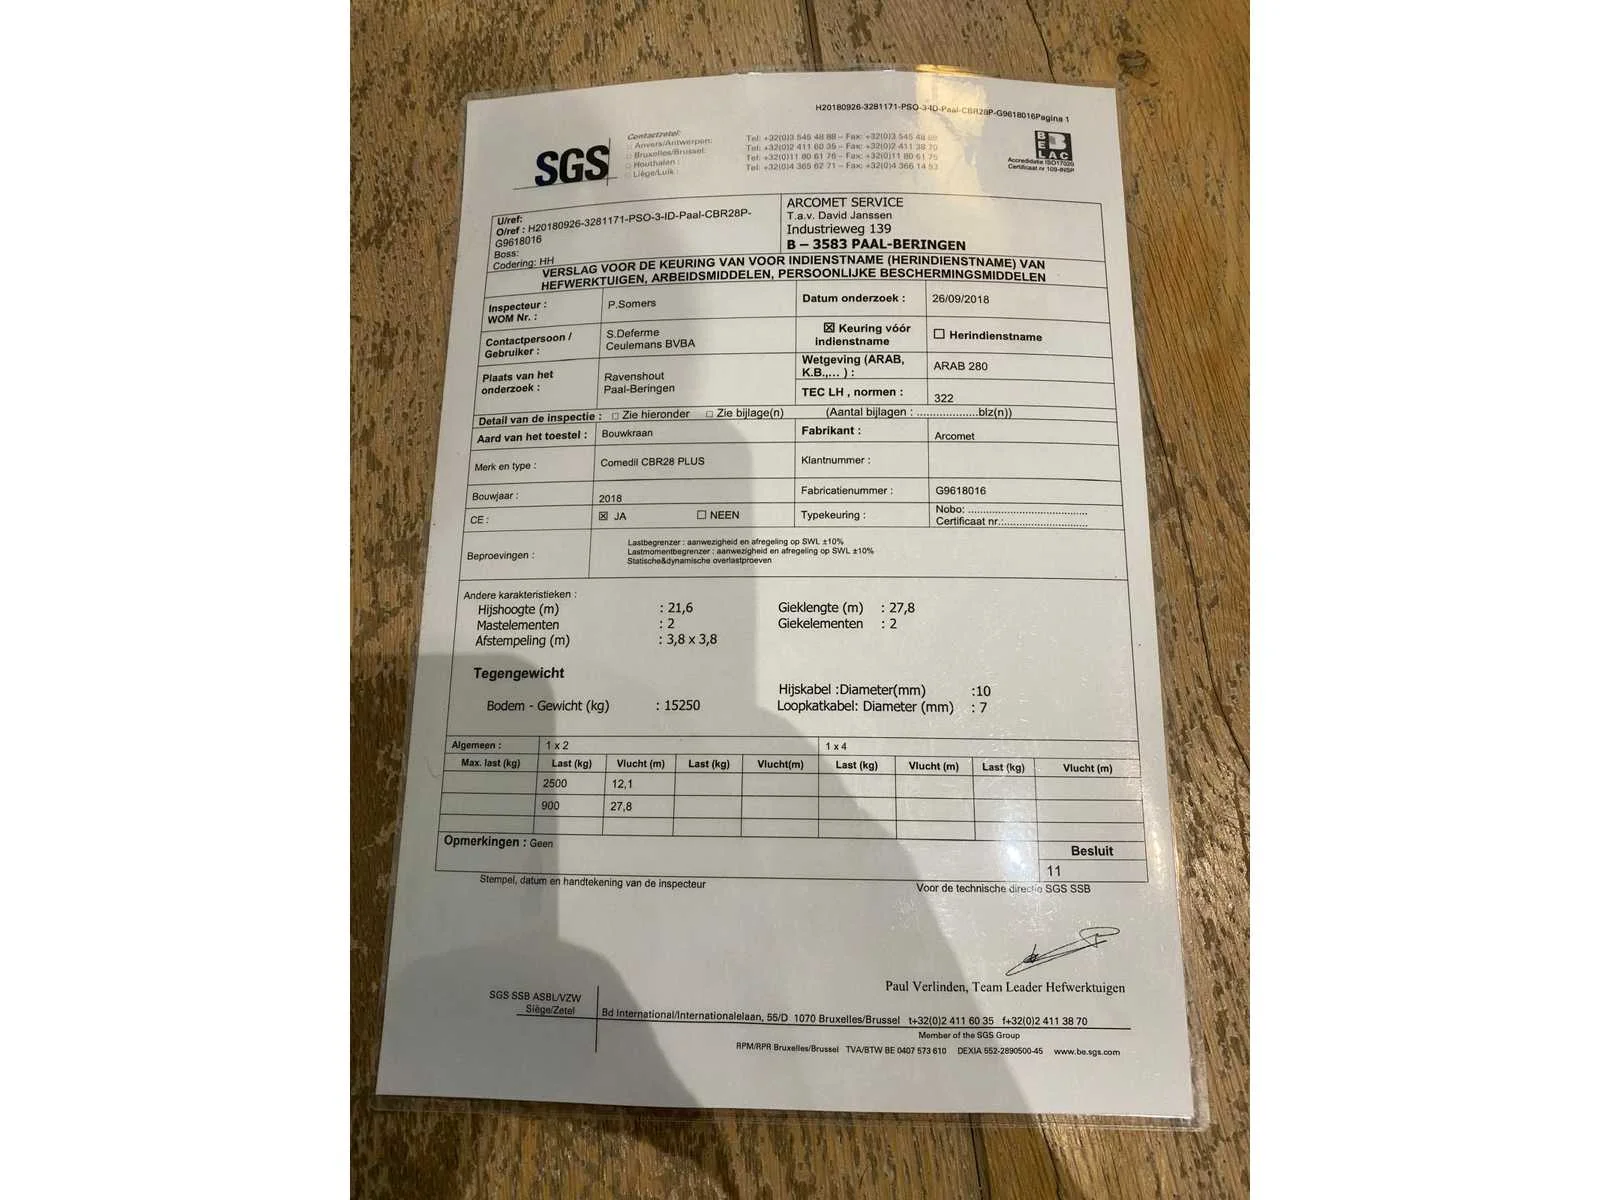 H20180926-3281171-PSO-3-ID-Paal-CBR28P-G9618016Pagina 1
SGS
Contactzetel:
□ Anvers/Antwerpen: Tel: +32(0)3 545 48 88 – Fax: +32(0)3 545 48
□ Bruxelles/Brussel: Tel: +32(0)2 411 60 35 – Fax: +32(0)2 411 38 70
□ Houthalen : Tel: +32(0)11 80 61 76 – Fax: +32(0)11 80 61 75
□ Liège/Luik : Tel: +32(0)4 365 62 71 – Fax: +32(0)4 366 14 83
BELAC
Accreditatie ISO17020
Certificaat nr 109-INSP
U/ref:
O/ref : H20180926-3281171-PSO-3-ID-Paal-CBR28P-
G9618016
Boss:
Codering: HH
ARCOMET SERVICE
T.a.v. David Janssen
Industrieweg 139
B – 3583 PAAL-BERINGEN
VERSLAG VOOR DE KEURING VAN VOOR INDIENSTNAME (HERINDIENSTNAME) VAN
HEFWERKTUIGEN, ARBEIDSMIDDELEN, PERSOONLIJKE BESCHERMINGSMIDDELEN
Inspecteur : P.Somers Datum onderzoek : 26/09/2018
WOM Nr. :
Contactpersoon / S.Deferme ☒ Keuring vóór ☐ Herindienstname
Gebruiker : Ceulemans BVBA indienstname
Plaats van het Ravenshout Wetgeving (ARAB, ARAB 280
onderzoek : Paal-Beringen K.B.,... ) :
TEC LH , normen : 322
Detail van de inspectie : □ Zie hieronder □ Zie bijlage(n) (Aantal bijlagen : ...................blz(n))
Aard van het toestel : Bouwkraan Fabrikant : Arcomet
Merk en type : Comedil CBR28 PLUS Klantnummer :
Bouwjaar : 2018 Fabricatienummer : G9618016
CE : ☒ JA ☐ NEEN Typekeuring : Nobo: ......................................
Certificaat nr.:...........................
Beproevingen : Lastbegrenzer : aanwezigheid en afregeling op SWL ±10%
Lastmomentbegrenzer : aanwezigheid en afregeling op SWL ±10%
Statische&dynamische overlastproeven
Andere karakteristieken :
Hijshoogte (m) : 21,6 Gieklengte (m) : 27,8
Mastelementen : 2 Giekelementen : 2
Afstempeling (m) : 3,8 x 3,8
Tegengewicht
Hijskabel :Diameter(mm) :10
Bodem - Gewicht (kg) : 15250 Loopkatkabel: Diameter (mm) : 7
Algemeen : 1 x 2 1 x 4
Max. last (kg) Last (kg) Vlucht (m) Last (kg) Vlucht(m) Last (kg) Vlucht (m) Last (kg) Vlucht (m)
2500 12,1
900 27,8
Opmerkingen : Geen
Besluit
11
Stempel, datum en handtekening van de inspecteur Voor de technische directie SGS SSB
Paul Verlinden, Team Leader Hefwerktuigen
SGS SSB ASBL/VZW
Siège/Zetel
Bd International/Internationalelaan, 55/D 1070 Bruxelles/Brussel t+32(0)2 411 60 35 f+32(0)2 411 38 70
Member of the SGS Group
RPM/RPR Bruxelles/Brussel TVA/BTW BE 0407 573 610 DEXIA 552-2890500-45 www.be.sgs.com